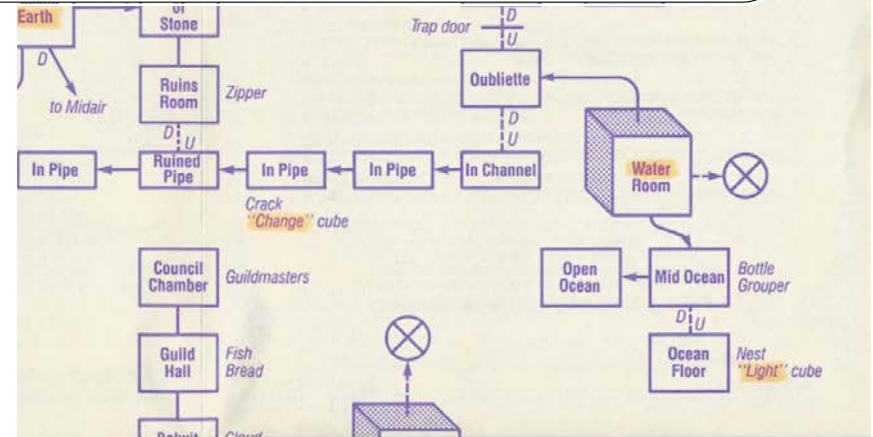 Earth
of
Stone
Trap door
D
U
D
to Midair
Ruins
Room
Zipper
Oubliette
D
U
D
U
In Pipe
Ruined
Pipe
In Pipe
In Pipe
In Channel
Water
Room
Crack
"Change" cube
Council
Chamber
Guildmasters
Open
Ocean
Mid Ocean
Bottle
Grouper
D
U
Guild
Hall
Fish
Bread
Ocean
Floor
Nest
"Light" cube
Cloud